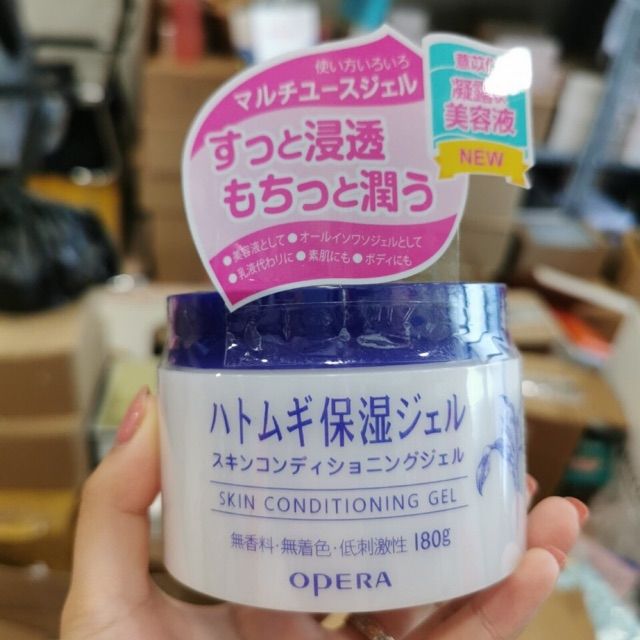 使い方いろいろ
マルチユースジェル
すっと浸透
もちっと潤う
●美容液として●オールインワンジェルとして
●乳液代わりに●素肌にも●ボディにも
美容液
NEW
ハトムギ保湿ジェル
スキンコンディショニングジェル
SKIN CONDITIONING GEL
無香料・無着色・低刺激性 180g
OPERA